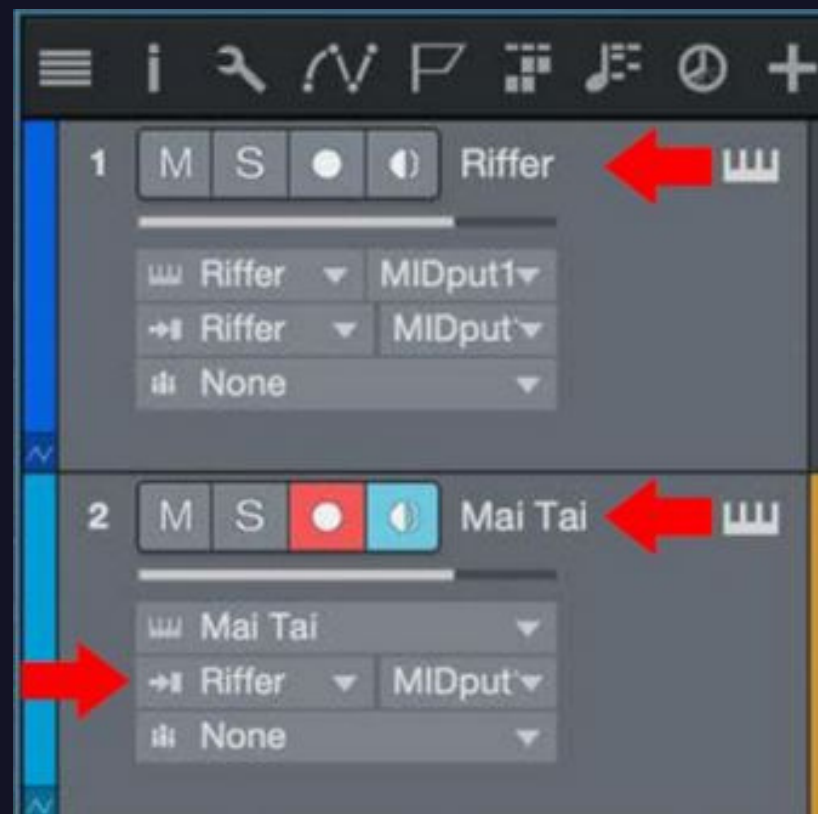 1 M S Riffer
Riffer MIDput1
Riffer MIDput
None
2 M S Mai Tai
Mai Tai
Riffer MIDput
None